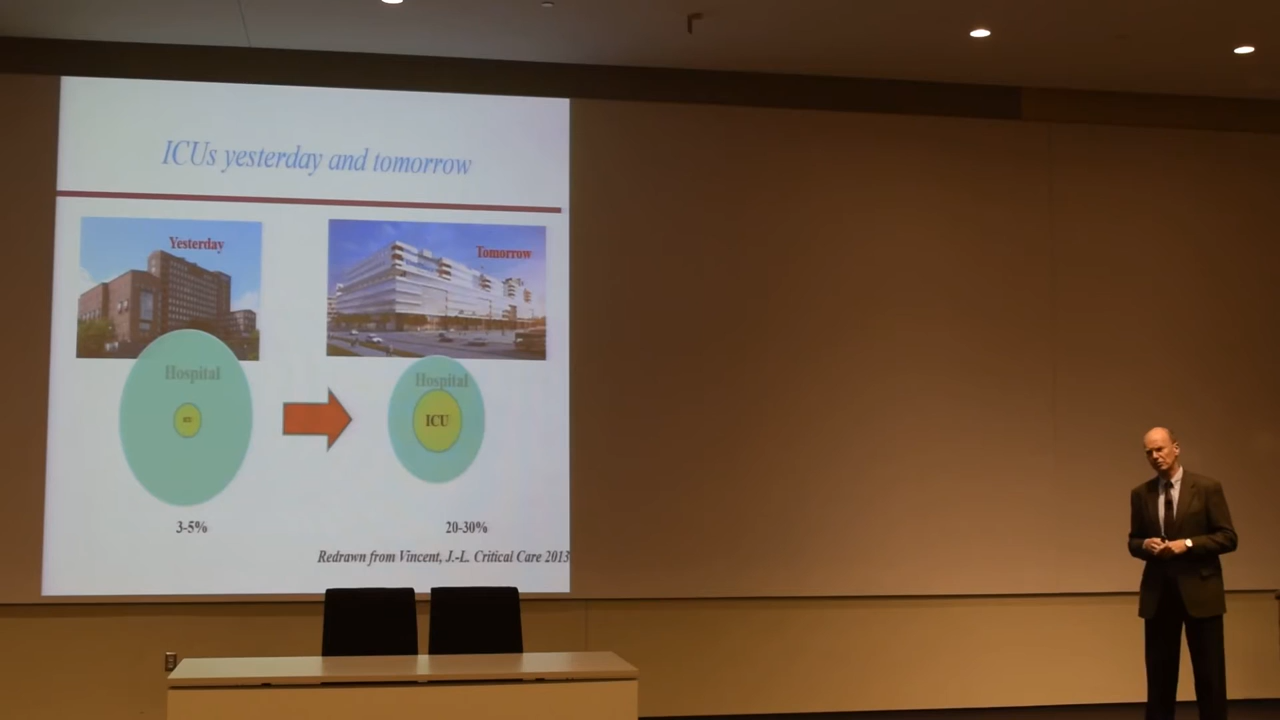 ICUs yesterday and tomorrow
Yesterday
Tomorrow
Hospital
ICU
Hospital
ICU
3-5%
20-30%
Redrawn from Vincent, J.-L. Critical Care 2013